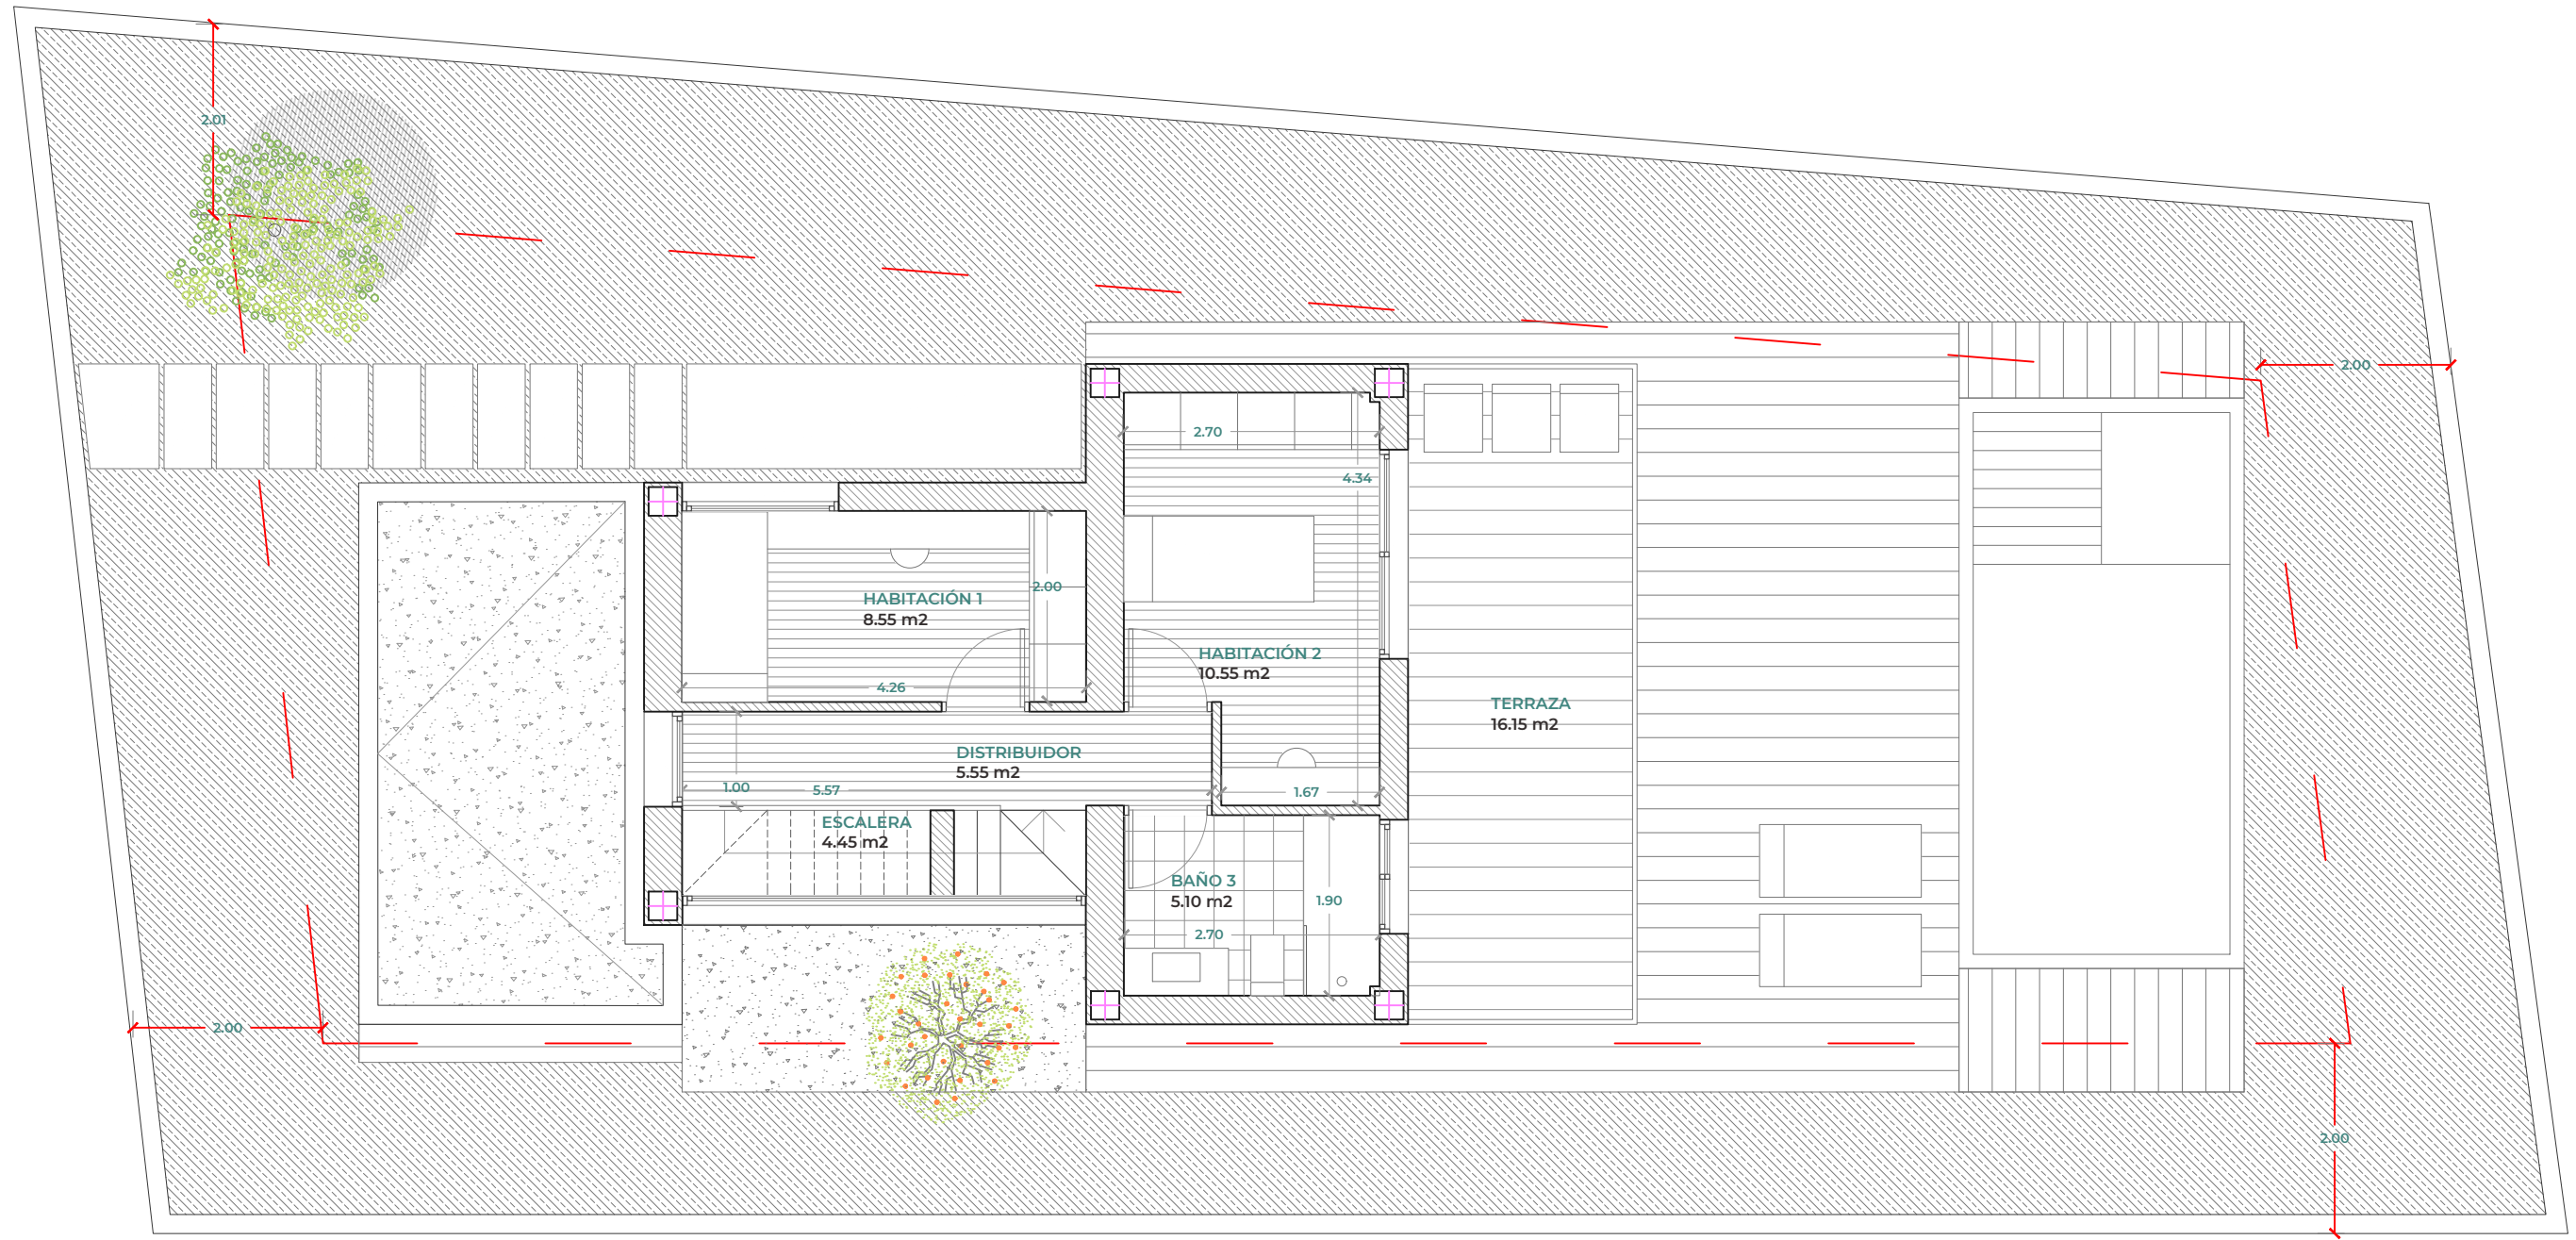 2.01
2.00
2.70
4.34
HABITACIÓN 1
8.55 m2
2.00
4.26
HABITACIÓN 2
10.55 m2
TERRAZA
16.15 m2
DISTRIBUIDOR
5.55 m2
1.00
5.57
1.67
ESCALERA
4.45 m2
BAÑO 3
5.10 m2
1.90
2.70
2.00
2.00